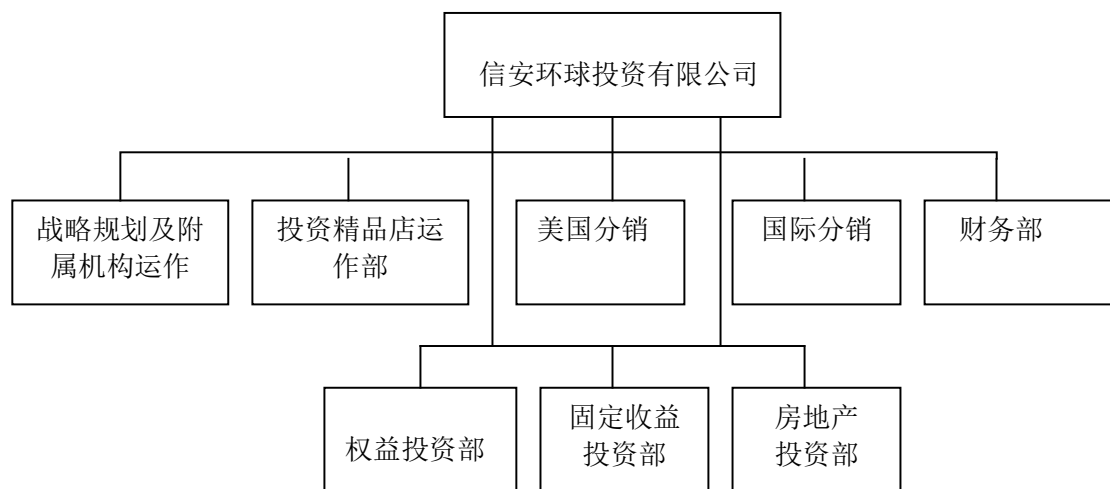 信安环球投资有限公司
战略规划及附
属机构运作
投资精品店运
作部
美国分销
国际分销
财务部
权益投资部
固定收益
投资部
房地产
投资部